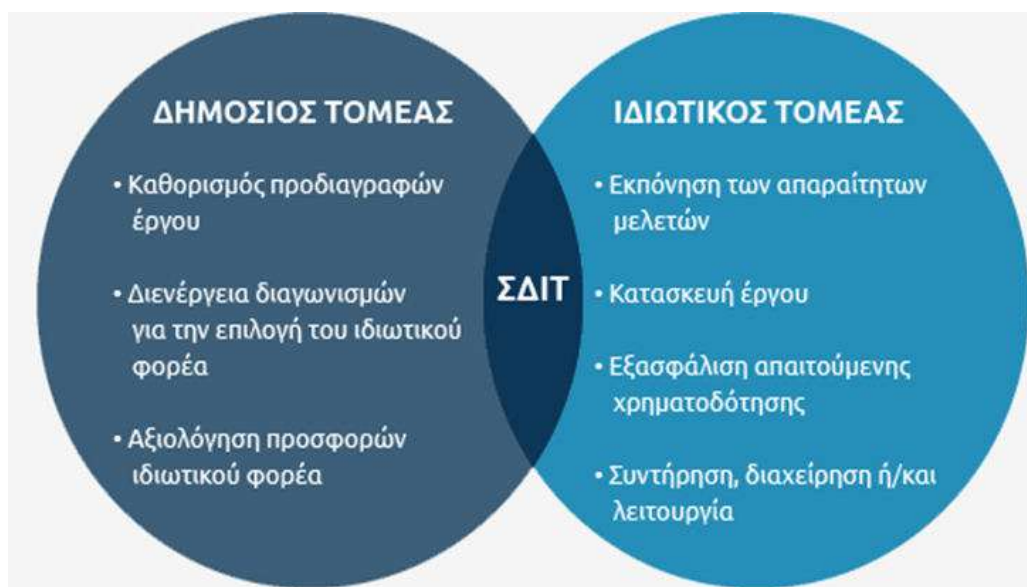 ΔΗΜΟΣΙΟΣ ΤΟΜΕΑΣ
• Καθορισμός προδιαγραφών
έργου
• Διενέργεια διαγωνισμών
για την επιλογή του ιδιωτικού
φορέα
• Αξιολόγηση προσφορών
ιδιωτικού φορέα
ΣΔΙΤ
ΙΔΙΩΤΙΚΟΣ ΤΟΜΕΑΣ
• Εκπόνηση των απαραίτητων
μελετών
• Κατασκευή έργου
• Εξασφάλιση απαιτούμενης
χρηματοδότησης
• Συντήρηση, διαχείρηση ή/και
λειτουργία